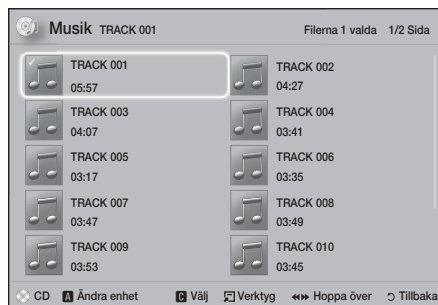 Musik TRACK 001 Filerna 1 valda 1/2 Sida
TRACK 001
05:57
TRACK 002
04:27
TRACK 003
04:07
TRACK 004
03:41
TRACK 005
03:17
TRACK 006
03:35
TRACK 007
03:47
TRACK 008
03:49
TRACK 009
03:53
TRACK 010
03:45
CD A Ändra enhet C Välj Verktyg Hoppa över Tillbaka